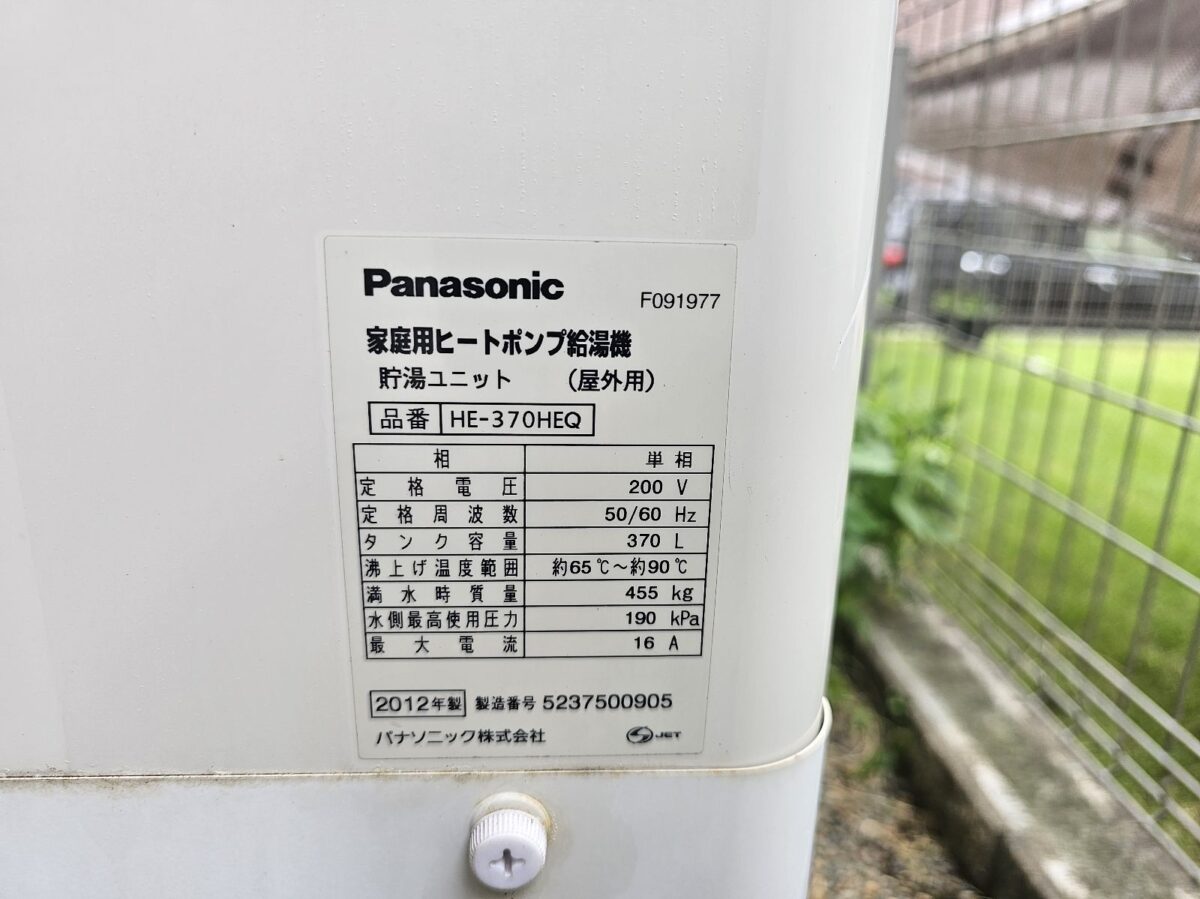 Panasonic
F091977
家庭用ヒートポンプ給湯機
貯湯ユニット (屋外用)
品番 HE-370HEQ
相 単相
定格電圧 200 V
定格周波数 50/60 Hz
タンク容量 370 L
沸上げ温度範囲 約65℃～約90℃
満水時質量 455 kg
水側最高使用圧力 190 kPa
最大電流 16 A
2012年製 製造番号 5237500905
パナソニック株式会社 JET